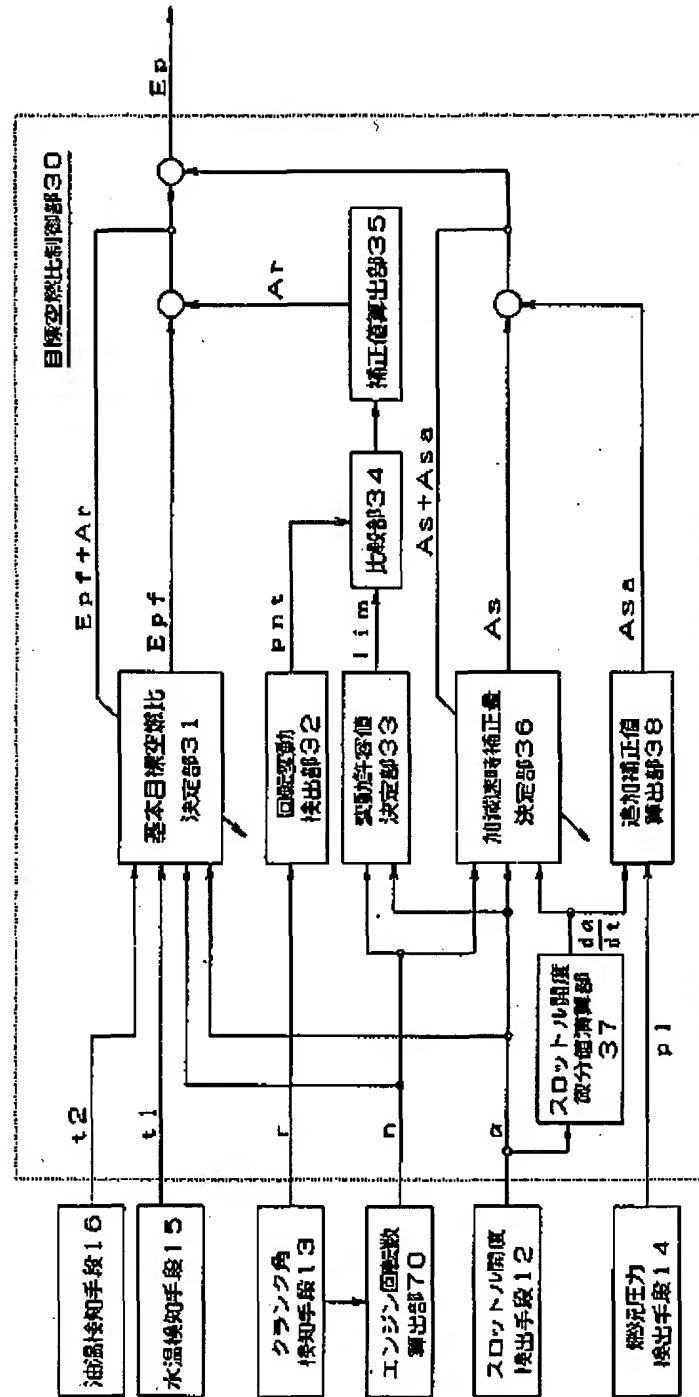 目標空燃比制御部30
油温検知手段16
水温検知手段15
クランク角
検知手段13
エンジン回転数
算出部70
スロットル開度
検出手段12
燃焼圧力
検出手段14
t2
t1
r
n
α
p1
基本目標空燃比
決定部31
回転変動
検出部32
変動許容値
決定部33
加減速時補正量
決定部36
スロットル開度
微分値演算部
37
dα
dt
追加補正値
算出部38
Epf+Ar
Epf
pnt
lim
比較部34
補正値算出部35
Ar
As+Asa
As
Asa
Ep